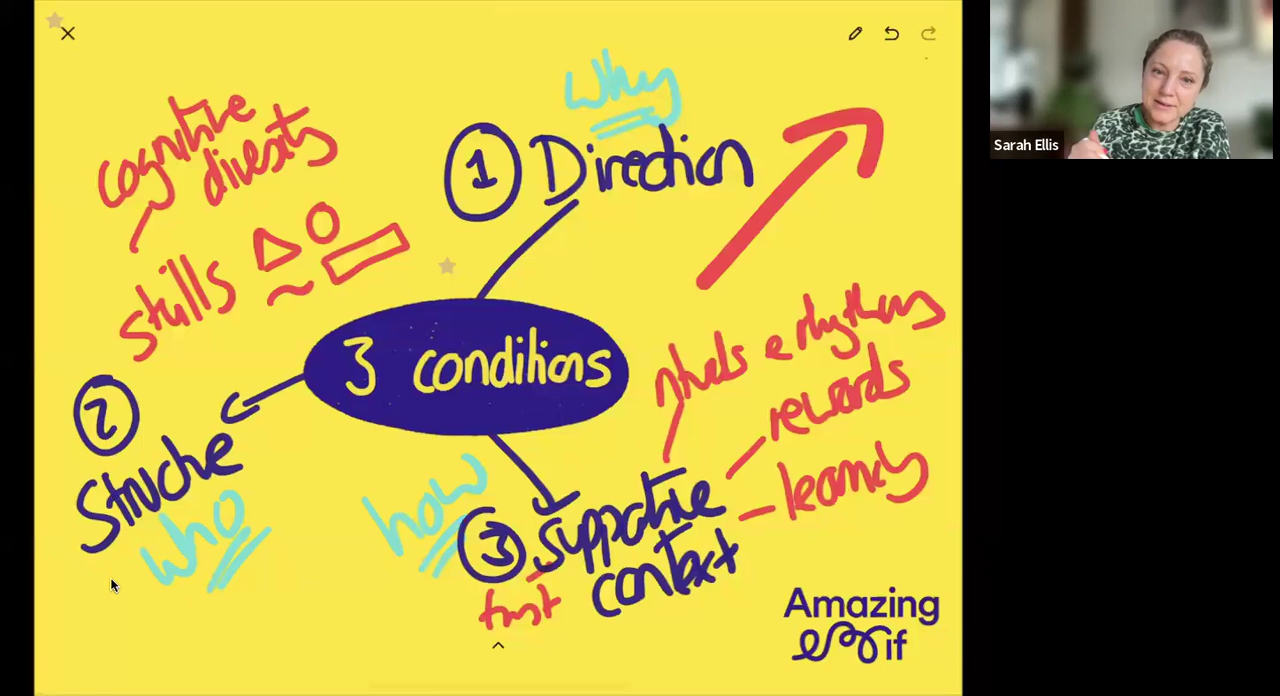 why
1 Direction
cognitive
diversity
skills
3 conditions
2
Structure
who
how
3 supportive
context
trust
rituals & rhythms
rewards
learning
Amazing
if
Sarah Ellis